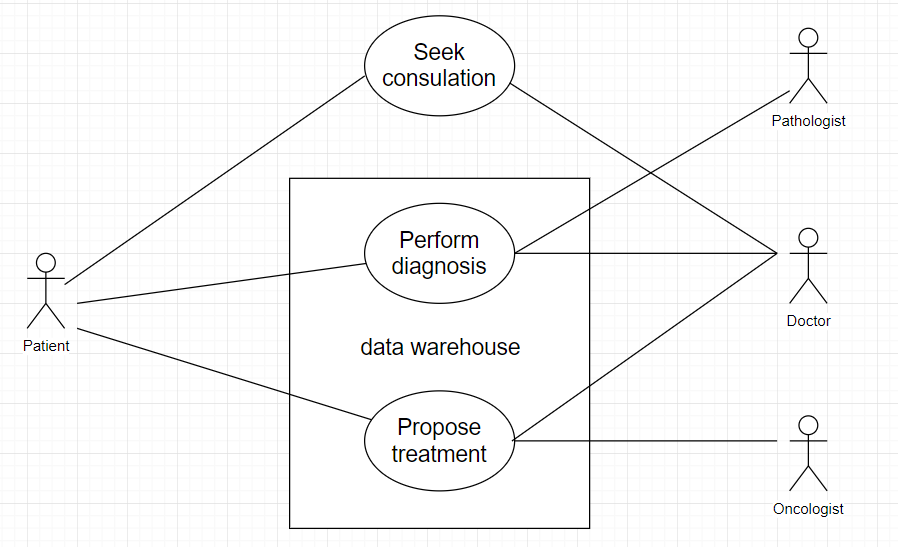 Seek
consulation
Pathologist
Perform
diagnosis
Doctor
Patient
data warehouse
Propose
treatment
Oncologist